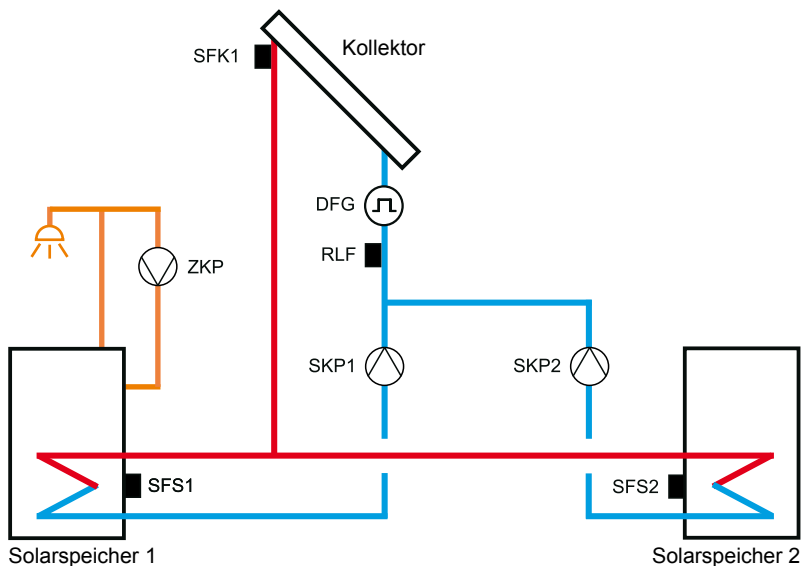 SFK1
Kollektor
DFG
RLF
ZKP
SKP1
SKP2
SFS1
SFS2
Solarspeicher 1
Solarspeicher 2